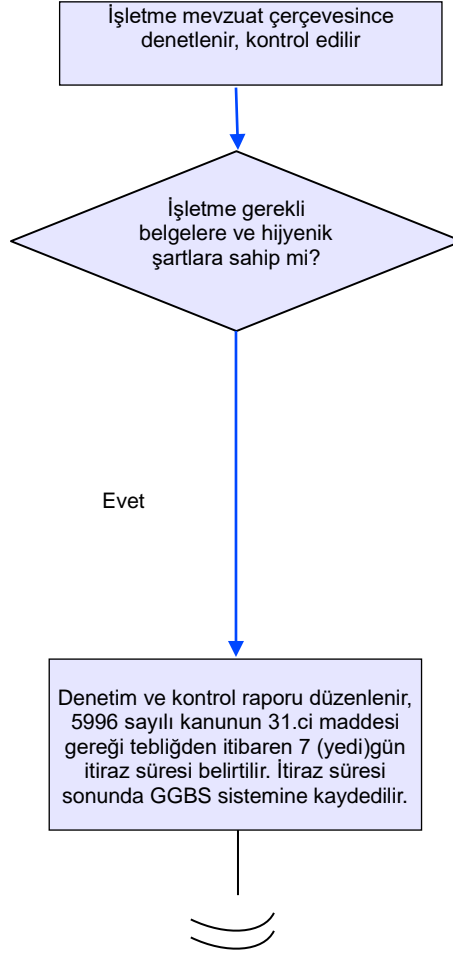 İşletme mevzuat çerçevesince
denetlenir, kontrol edilir
İşletme gerekli
belgelere ve hijyenik
şartlara sahip mi?
Evet
Denetim ve kontrol raporu düzenlenir,
5996 sayılı kanunun 31.ci maddesi
gereği tebliğden itibaren 7 (yedi)gün
itiraz süresi belirtilir. İtiraz süresi
sonunda GGBS sistemine kaydedilir.